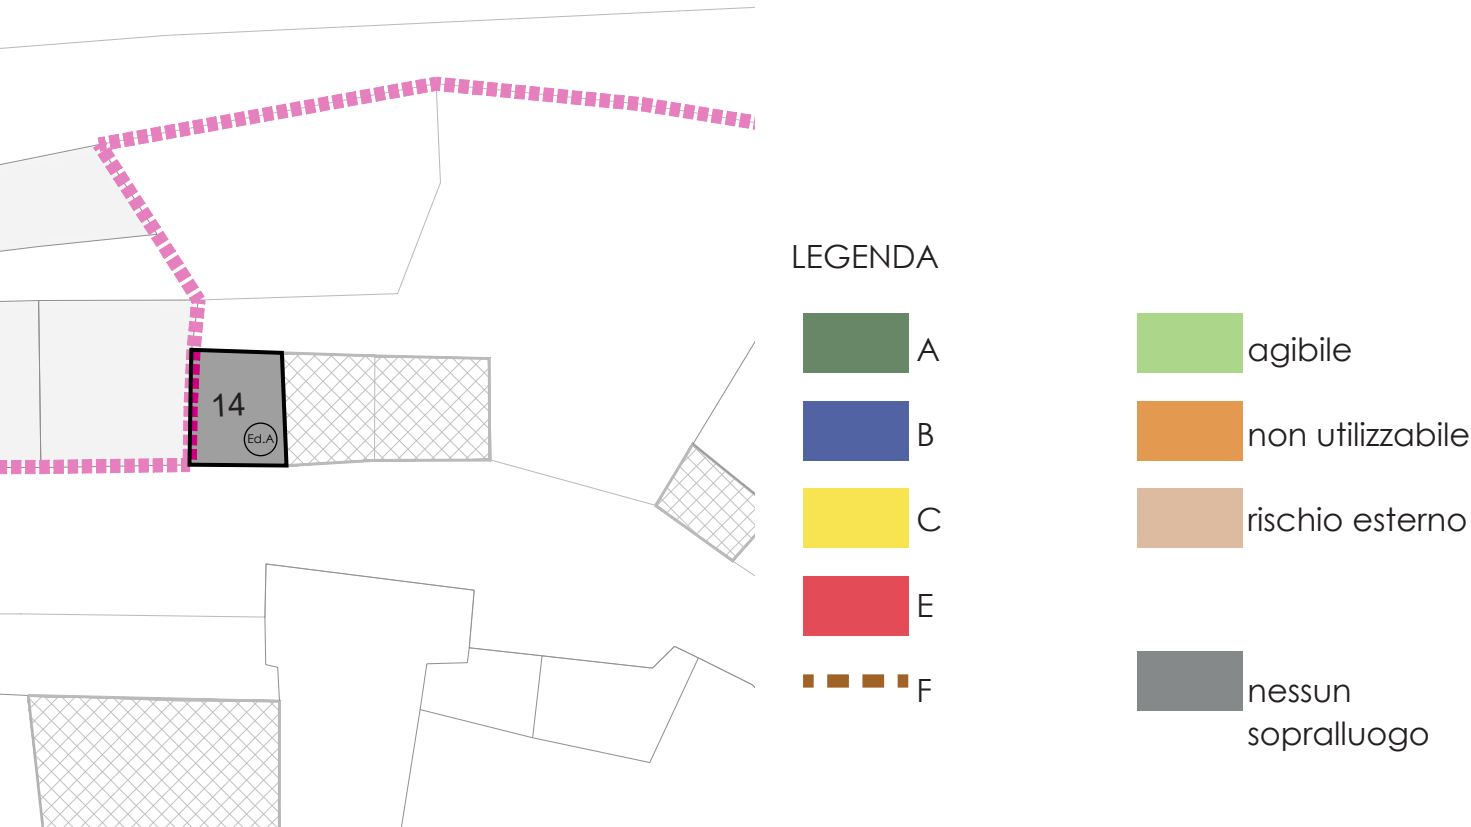 LEGENDA
A
agibile
14
B
non utilizzabile
Ed.A
C
rischio esterno
E
F
nessun
sopralluogo